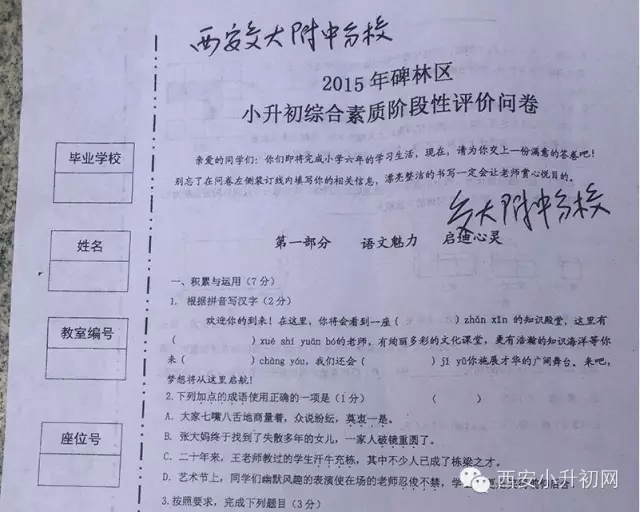 西安交大附中分校
2015年碑林区
小升初综合素质阶段性评价问卷
亲爱的同学们：你们即将完成小学六年的学习生活，现在，请为你交上一份满意的答卷吧！
别忘了在问卷左侧装订线内填写你的相关信息，漂亮整洁的书写一定会让老师赏心悦目的。
交大附中分校
第一部分 语文魅力 启迪心灵
毕业学校
姓名
教室编号
座位号
一、积累与运用（7分）
1. 根据拼音写汉字（2分）
欢迎你的到来！在这里，你将会看到一座（ ）zhǎn xīn 的知识殿堂，这里有
（ ）xué shí yuān bó的老师，有绚丽多彩的文化课堂，更有浩瀚的知识海洋等你
来（ ）chàng yóu，我们还会（ ）jǐ yǔ你施展才华的广阔舞台。来吧，
梦想将从这里启航！
2.下列加点的成语使用正确的一项是（1分）
A. 大家七嘴八舌地商量着，众说纷纭，莫衷一是。
B. 张大妈终于找到了失散多年的女儿，一家人破镜重圆了。
C. 二十年来，王老师教过的学生汗牛充栋，其中不少人已成了栋梁之才。
D. 艺术节上，同学们幽默风趣的表演使在场的老师忍俊不禁，学
3.按照要求，完成下列题目（3分）
西安小升初网